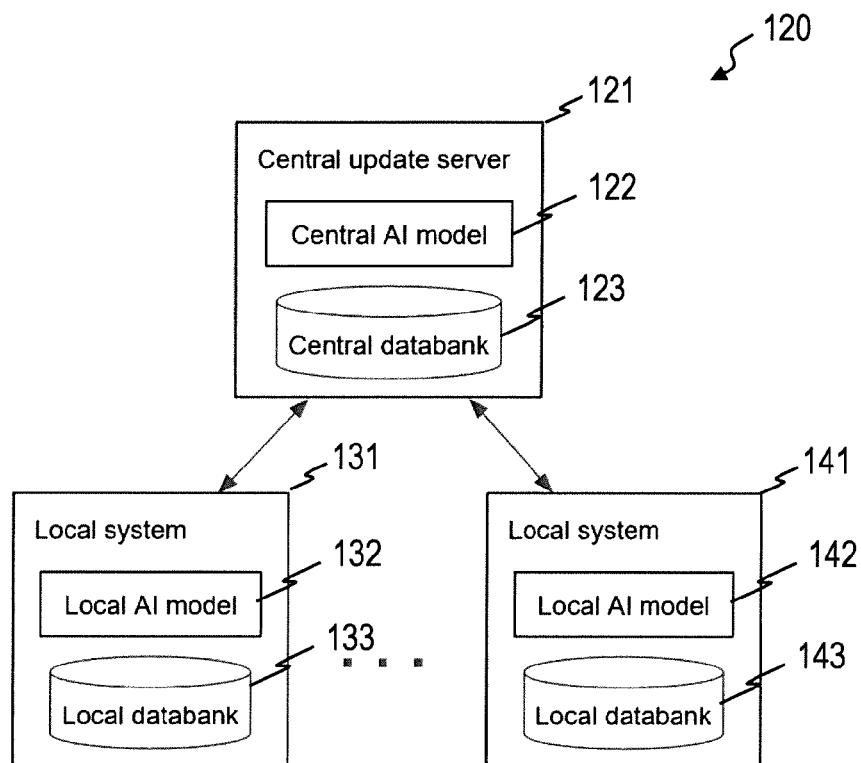 120
121
Central update server
122
Central AI model
123
Central databank
131
Local system
132
Local AI model
133
Local databank
. . .
141
Local system
142
Local AI model
143
Local databank